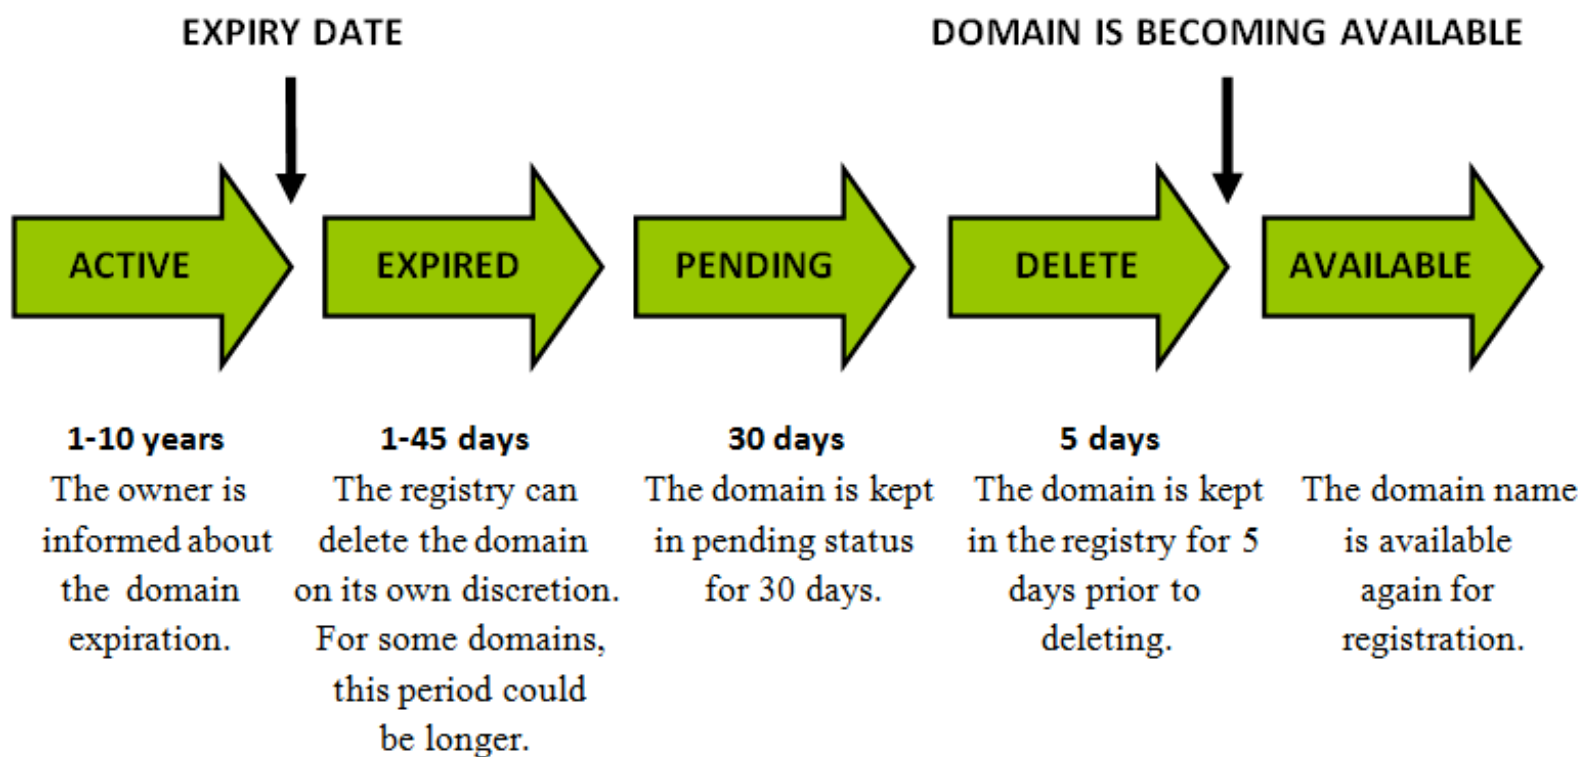 EXPIRY DATE
DOMAIN IS BECOMING AVAILABLE
ACTIVE
EXPIRED
PENDING
DELETE
AVAILABLE
1-10 years
The owner is
informed about
the domain
expiration.
1-45 days
The registry can
delete the domain
on its own discretion.
For some domains,
this period could
be longer.
30 days
The domain is kept
in pending status
for 30 days.
5 days
The domain is kept
in the registry for 5
days prior to
deleting.
The domain name
is available
again for
registration.